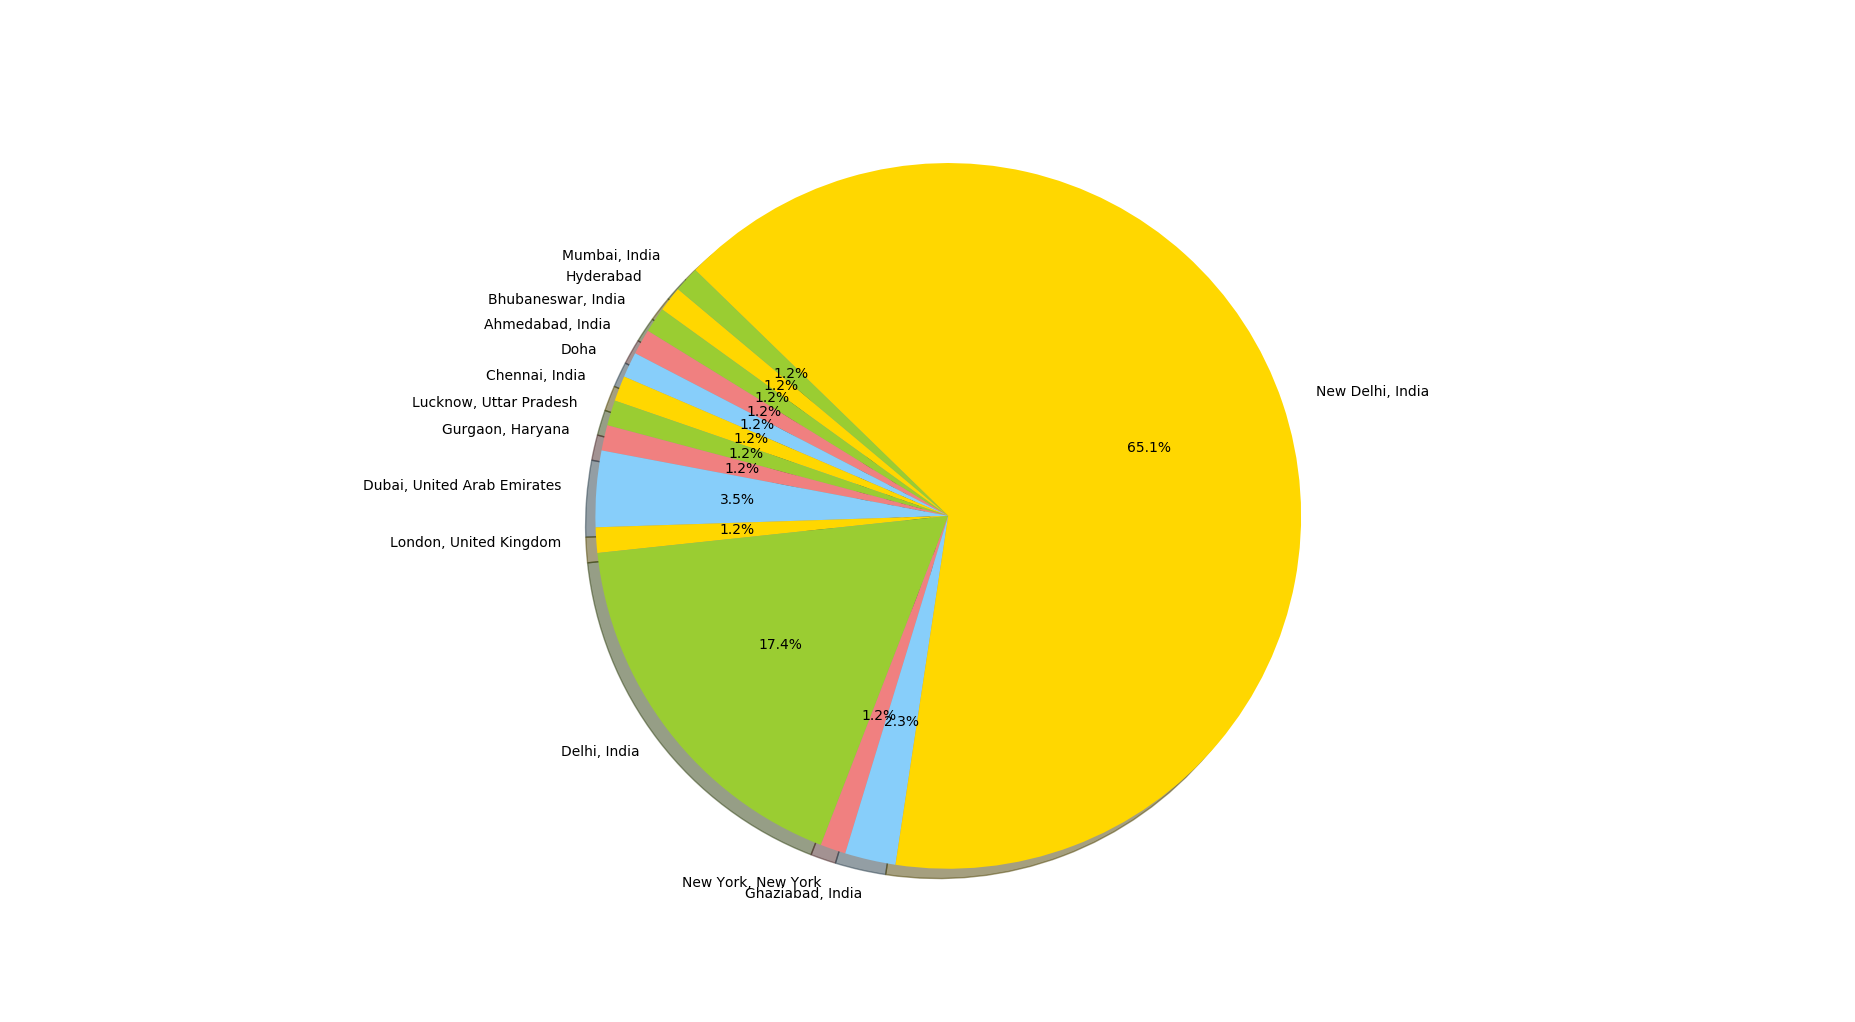 Mumbai, India
Hyderabad
Bhubaneswar, India
Ahmedabad, India
Doha
Chennai, India
Lucknow, Uttar Pradesh
Gurgaon, Haryana
Dubai, United Arab Emirates
London, United Kingdom
Delhi, India
New York, New York
Ghaziabad, India
New Delhi, India
1.2%
1.2%
1.2%
1.2%
1.2%
1.2%
1.2%
1.2%
3.5%
1.2%
17.4%
1.2%
2.3%
65.1%